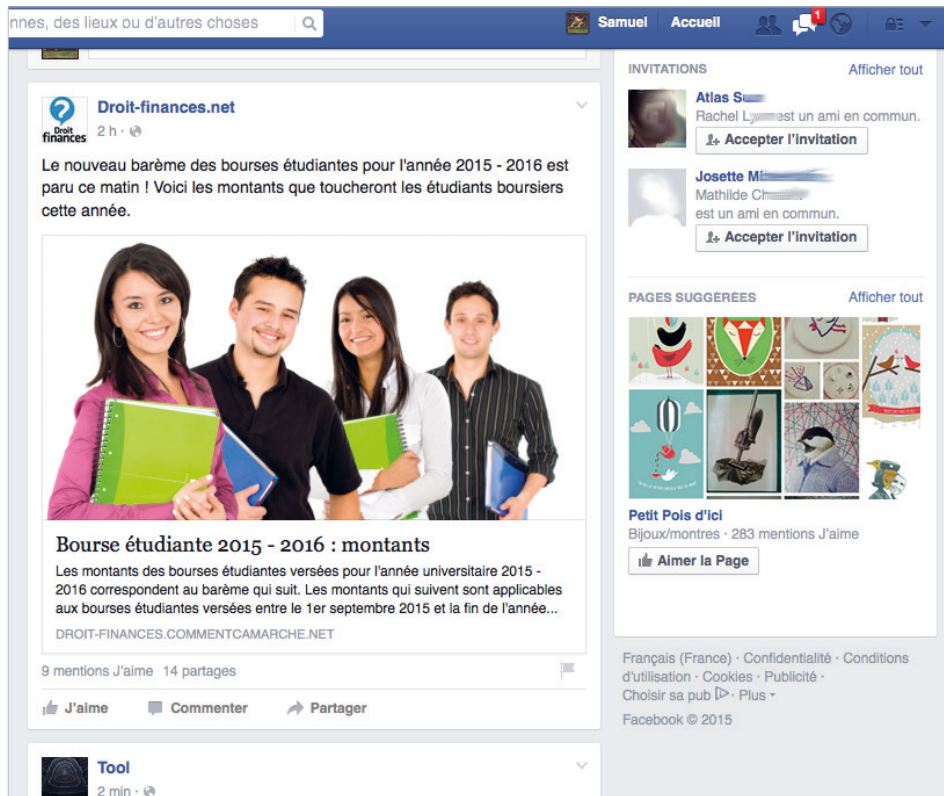 nnes, des lieux ou d'autres choses
Samuel Accueil
1
Droit-finances.net
2 h
Droit
finances
Le nouveau barème des bourses étudiantes pour l'année 2015 - 2016 est
paru ce matin ! Voici les montants que toucheront les étudiants boursiers
cette année.
Bourse étudiante 2015 - 2016 : montants
Les montants des bourses étudiantes versées pour l'année universitaire 2015 -
2016 correspondent au barème qui suit. Les montants qui suivent sont applicables
aux bourses étudiantes versées entre le 1er septembre 2015 et la fin de l'année...
DROIT-FINANCES.COMMENTCAMARCHE.NET
9 mentions J'aime 14 partages
J'aime Commenter Partager
Tool
2 min
INVITATIONS Afficher tout
Atlas
Rachel est un ami en commun.
Accepter l'invitation
Josette
Mathilde
est un ami en commun.
Accepter l'invitation
PAGES SUGGÉRÉES Afficher tout
Petit Pois d'ici
Bijoux/montres · 283 mentions J'aime
Aimer la Page
Français (France) · Confidentialité · Conditions
d'utilisation · Cookies · Publicité ·
Choisir sa pub · Plus
Facebook © 2015